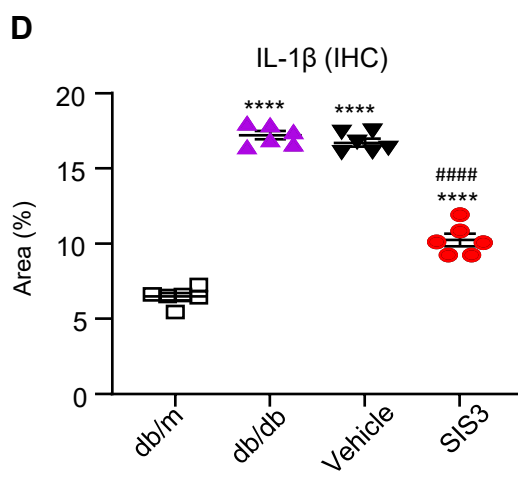 D
IL-1β (IHC)
Area (%)
20
15
10
5
0
****
****
####
****
db/m
db/db
Vehicle
SIS3